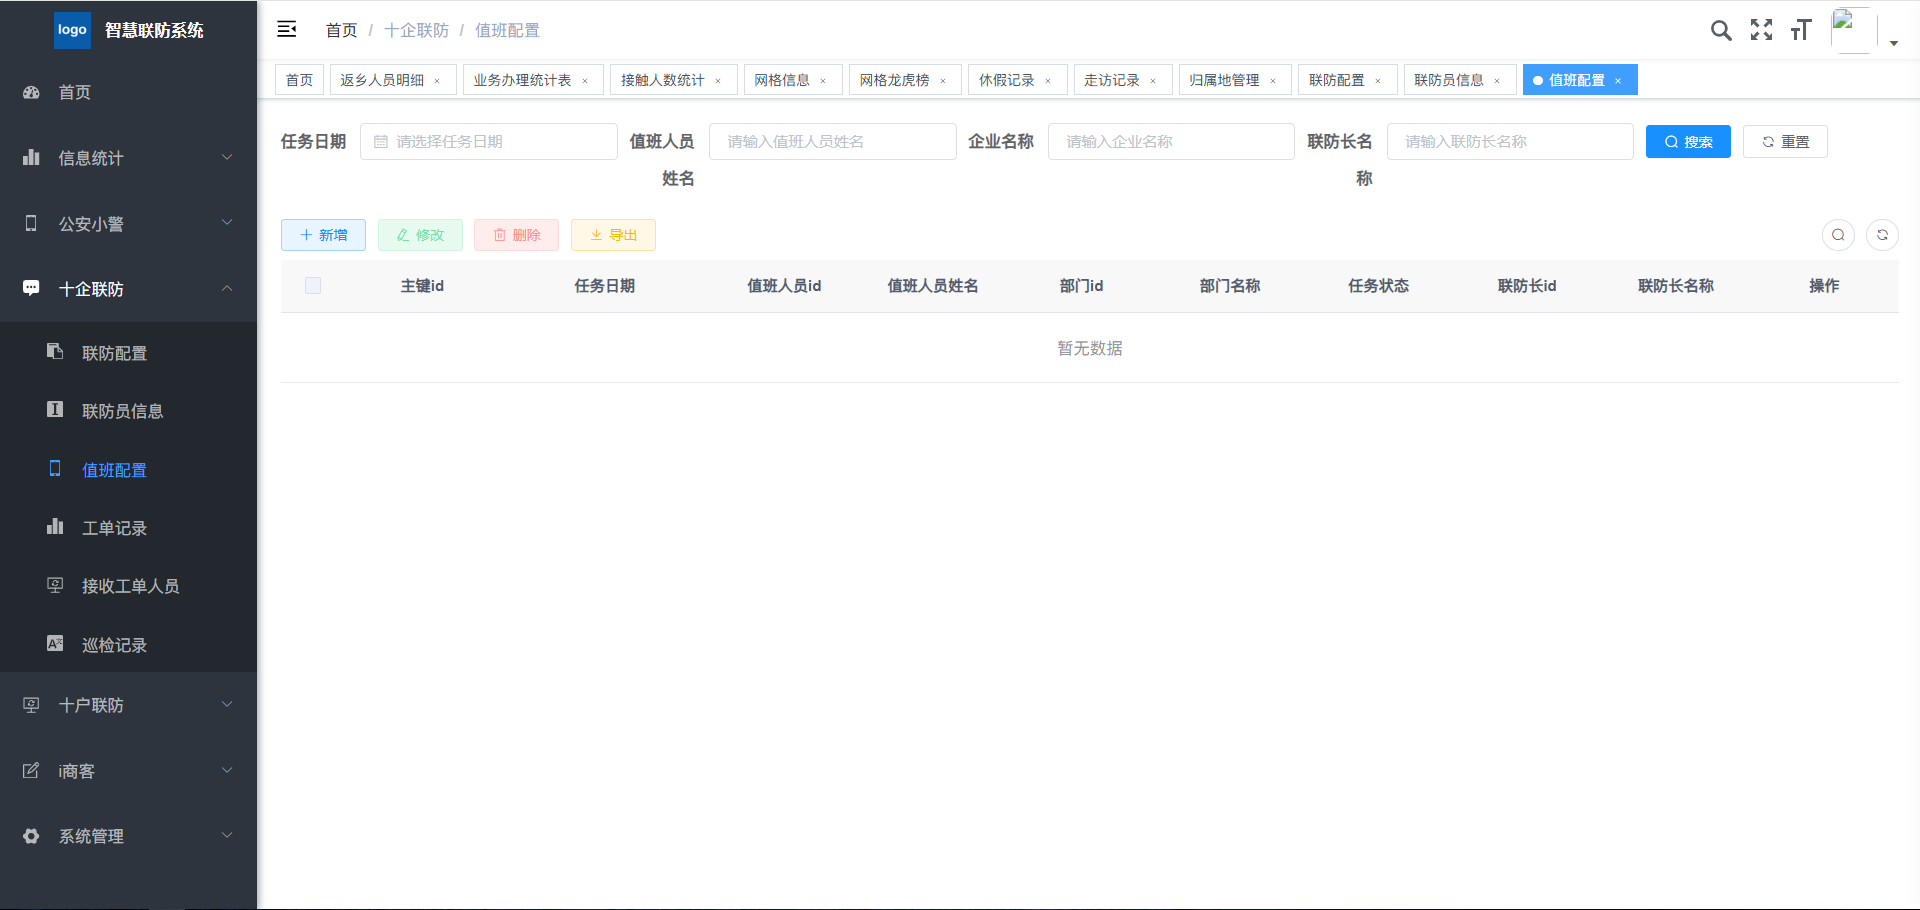 logo 智慧联防系统
首页
信息统计
公安小警
十企联防
联防配置
联防员信息
值班配置
工单记录
接收工单人员
巡检记录
十户联防
i商客
系统管理
首页 / 十企联防 / 值班配置
首页 返乡人员明细 × 业务办理统计表 × 接触人数统计 × 网格信息 × 网格龙虎榜 × 休假记录 × 走访记录 × 归属地管理 × 联防配置 × 联防员信息 × 值班配置 ×
任务日期 请选择任务日期 值班人员 请输入值班人员姓名 企业名称 请输入企业名称 联防长名 请输入联防长名称 搜索 重置
姓名 称
新增 修改 删除 导出
主键id 任务日期 值班人员id 值班人员姓名 部门id 部门名称 任务状态 联防长id 联防长名称 操作
暂无数据